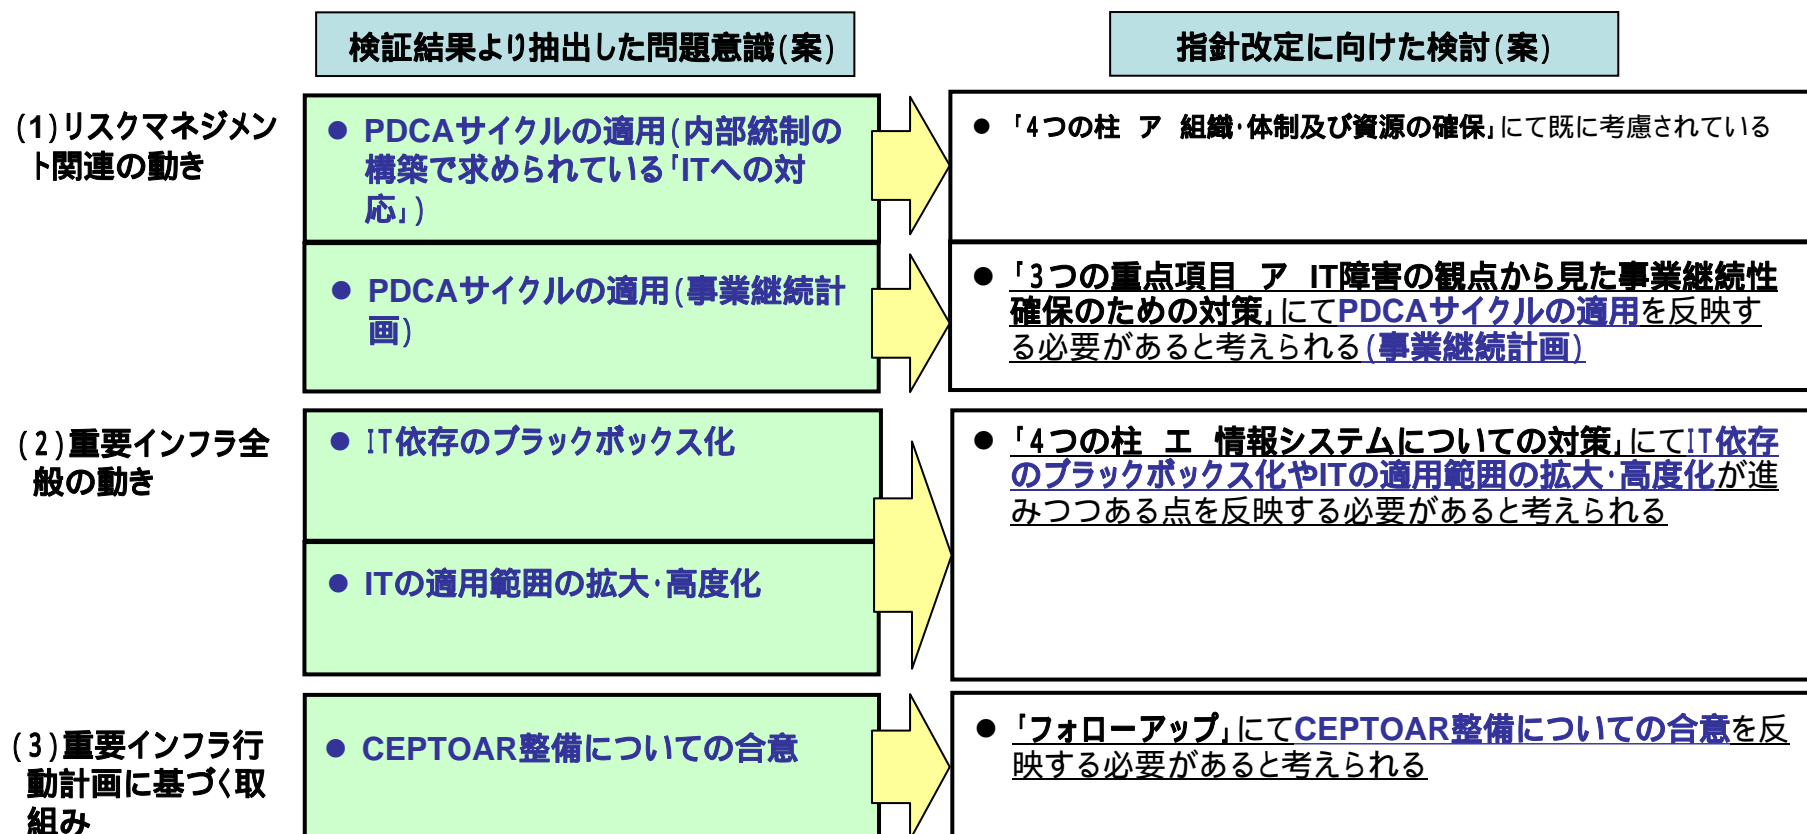 検証結果より抽出した問題意識(案)
指針改定に向けた検討(案)
(1)リスクマネジメン
ト関連の動き
● PDCAサイクルの適用(内部統制の
構築で求められている「ITへの対
応」)
● 「4つの柱 ア 組織・体制及び資源の確保」にて既に考慮されている
● PDCAサイクルの適用(事業継続計
画)
● 「3つの重点項目 ア IT障害の観点から見た事業継続性
確保のための対策」にてPDCAサイクルの適用を反映す
る必要があると考えられる(事業継続計画)
(2)重要インフラ全
般の動き
● IT依存のブラックボックス化
● ITの適用範囲の拡大・高度化
● 「4つの柱 エ 情報システムについての対策」にてIT依存
のブラックボックス化やITの適用範囲の拡大・高度化が進
みつつある点を反映する必要があると考えられる
(3)重要インフラ行
動計画に基づく取
組み
● CEPTOAR整備についての合意
● 「フォローアップ」にてCEPTOAR整備についての合意を反
映する必要があると考えられる